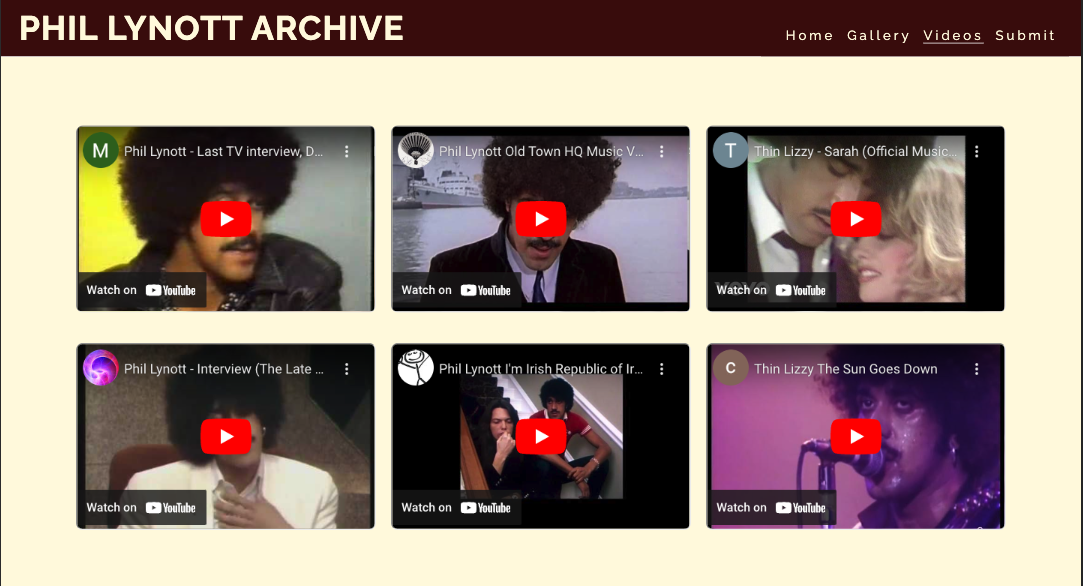 PHIL LYNOTT ARCHIVE
Home Gallery Videos Submit
M Phil Lynott - Last TV interview, D...
Phil Lynott Old Town HQ Music V...
T Thin Lizzy - Sarah (Official Music...
Watch on YouTube
Watch on YouTube
vevo
Watch on YouTube
Phil Lynott - Interview (The Late ...
Phil Lynott I'm Irish Republic of Ir...
C Thin Lizzy The Sun Goes Down
Watch on YouTube
Watch on YouTube
Watch on YouTube